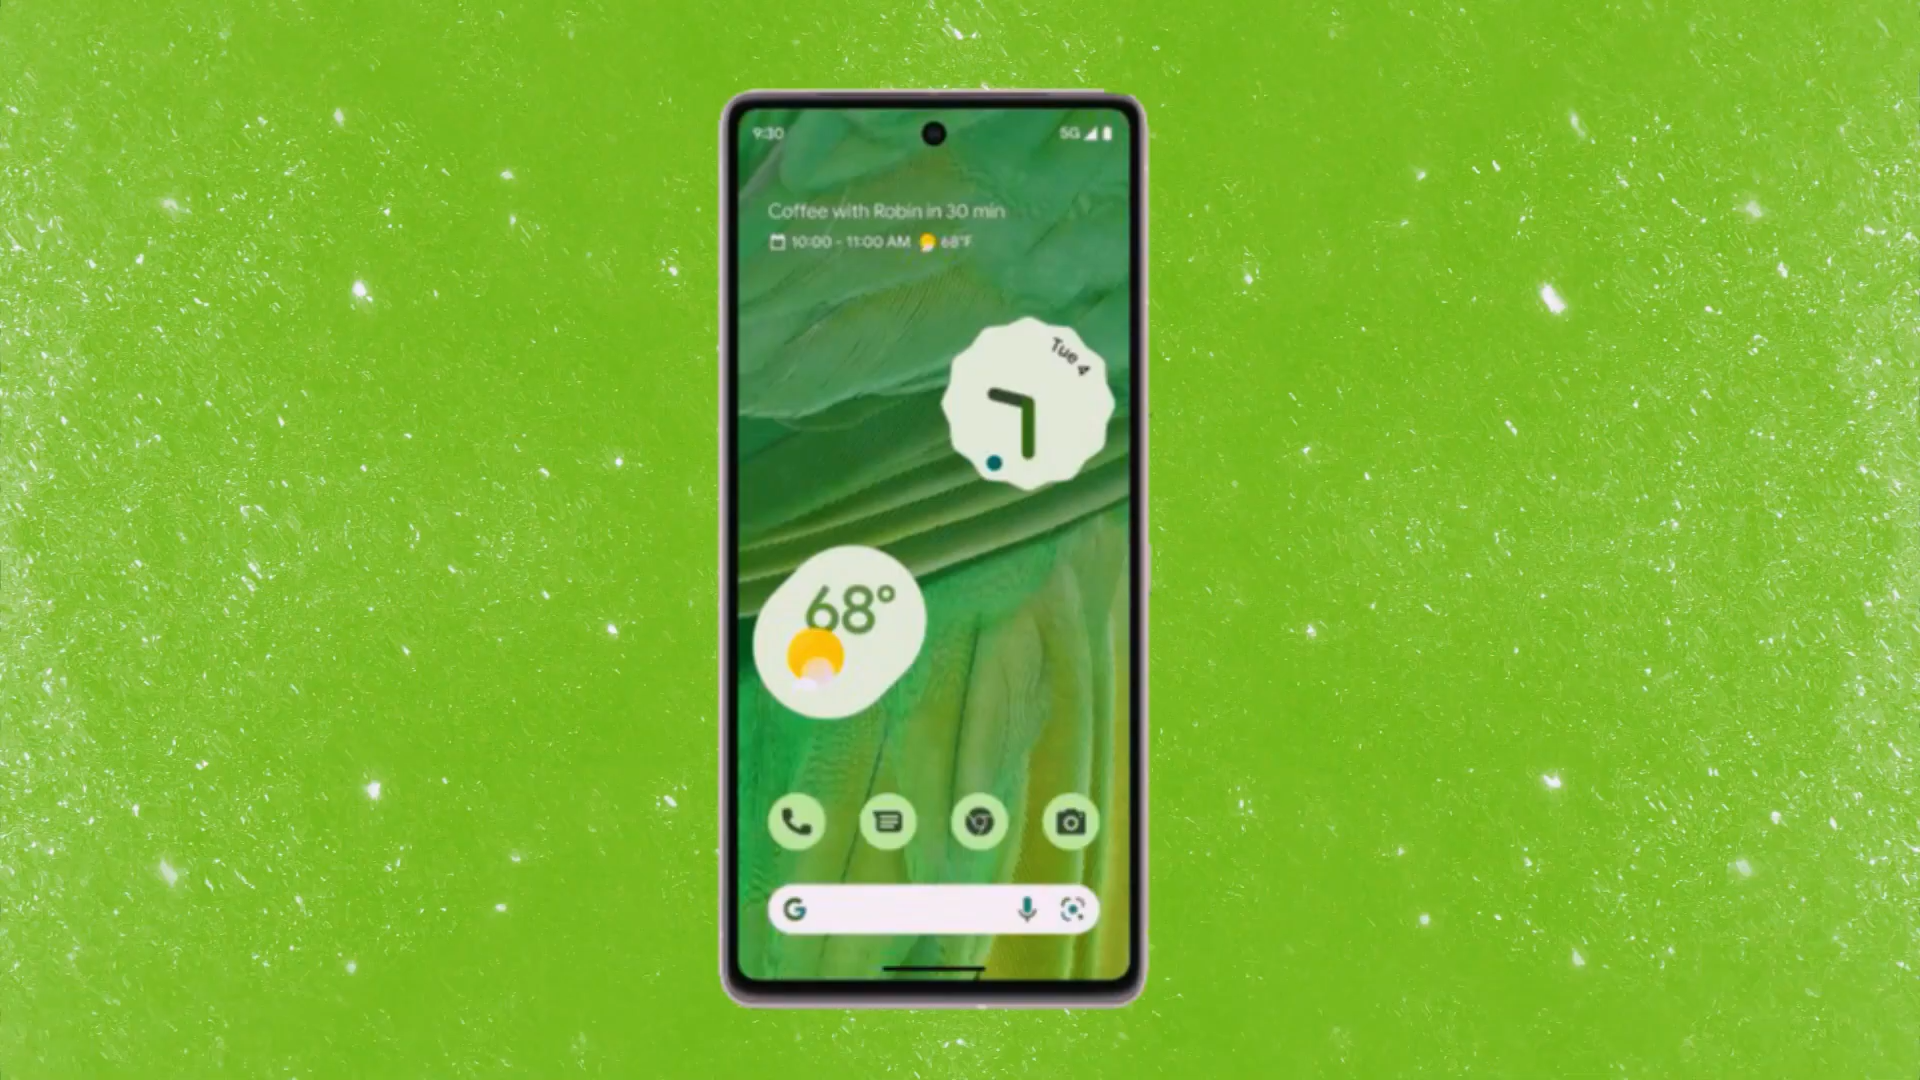 9:30
5G
Coffee with Robin in 30 min
10:00 - 11:00 AM 68°F
Tue 4
68°
G